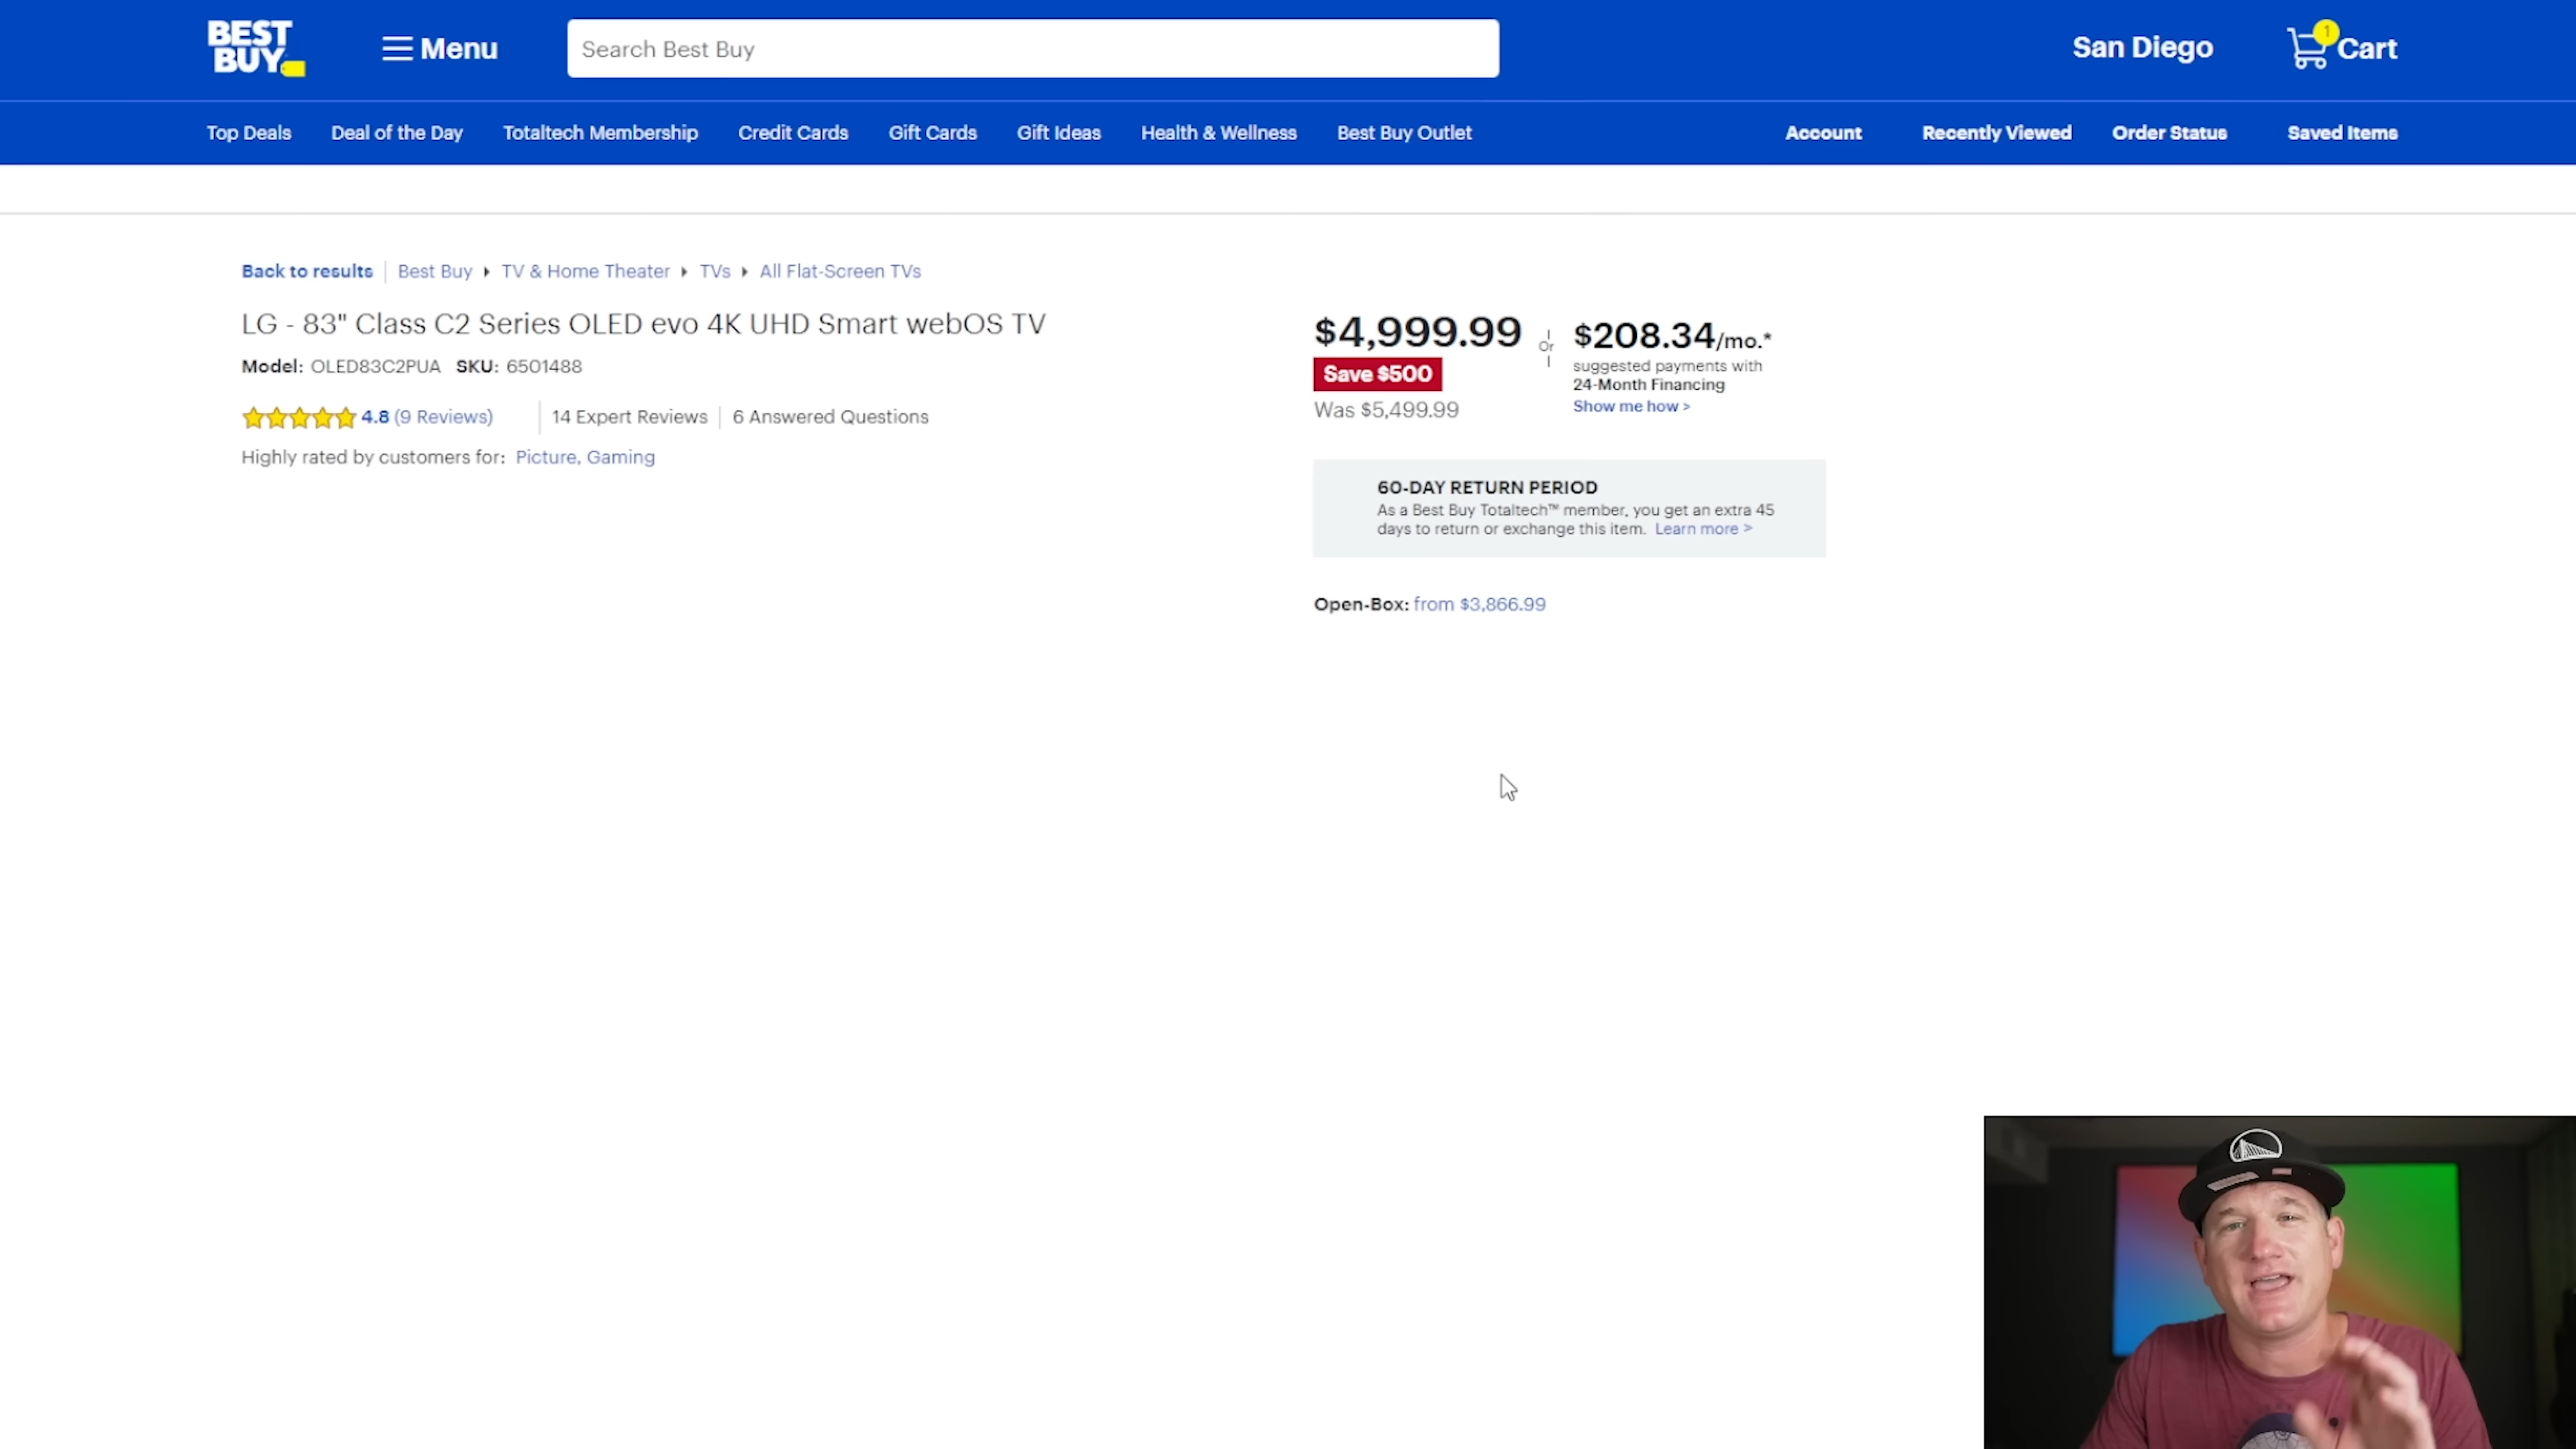 BEST
BUY
Menu
Search Best Buy
San Diego
1
Cart
Top Deals
Deal of the Day
Totaltech Membership
Credit Cards
Gift Cards
Gift Ideas
Health & Wellness
Best Buy Outlet
Account
Recently Viewed
Order Status
Saved Items
Back to results
Best Buy
TV & Home Theater
TVs
All Flat-Screen TVs
LG - 83" Class C2 Series OLED evo 4K UHD Smart webOS TV
Model: OLED83C2PUA SKU: 6501488
4.8 (9 Reviews)
14 Expert Reviews
6 Answered Questions
Highly rated by customers for: Picture, Gaming
$4,999.99
Save $500
Was $5,499.99
Or
$208.34/mo.*
suggested payments with
24-Month Financing
Show me how >
60-DAY RETURN PERIOD
As a Best Buy Totaltech™ member, you get an extra 45
days to return or exchange this item. Learn more >
Open-Box: from $3,866.99